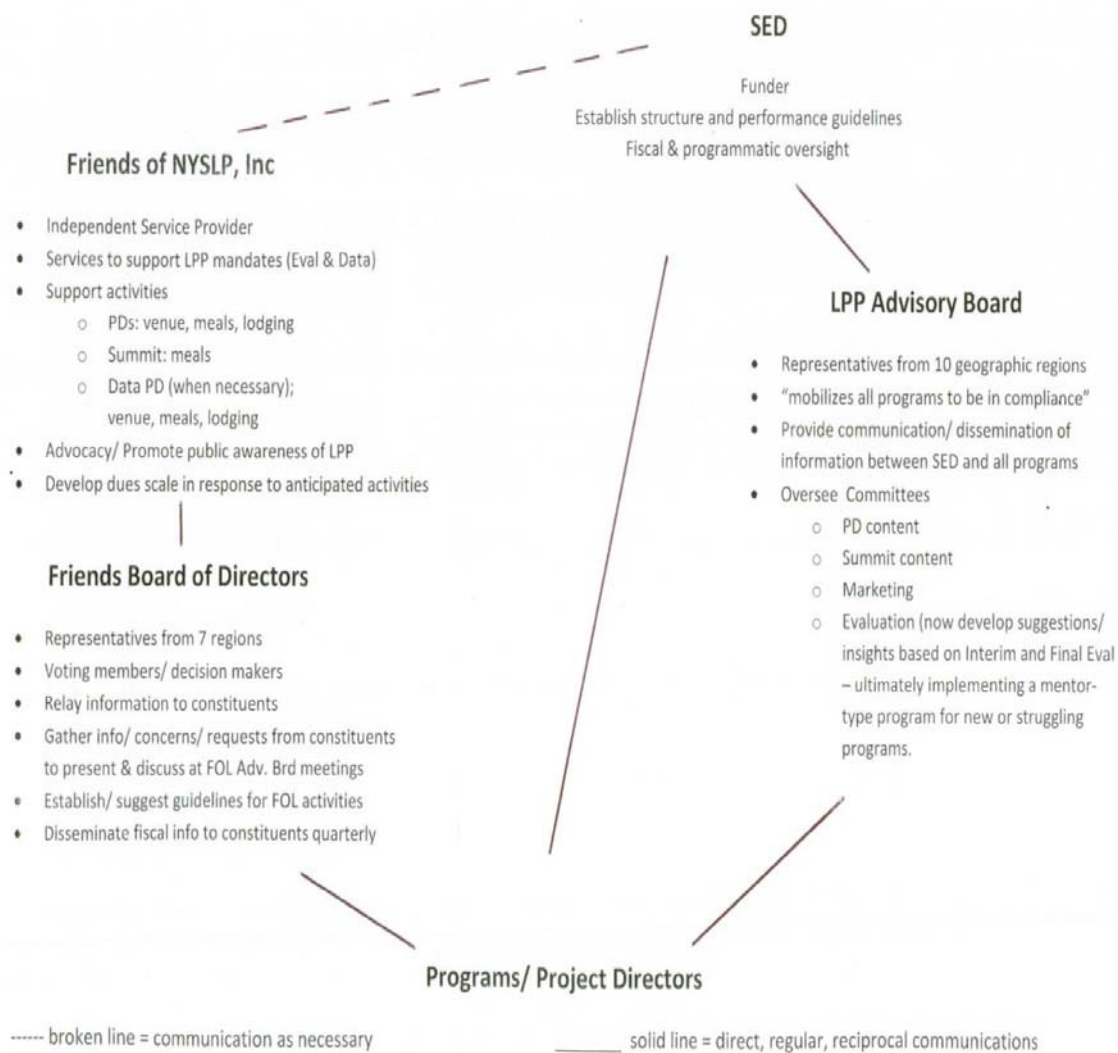 SED
Funder
Establish structure and performance guidelines
Fiscal & programmatic oversight
Friends of NYSLP, Inc
• Independent Service Provider
• Services to support LPP mandates (Eval & Data)
• Support activities
o PDs: venue, meals, lodging
o Summit: meals
o Data PD (when necessary);
venue, meals, lodging
• Advocacy/ Promote public awareness of LPP
• Develop dues scale in response to anticipated activities
LPP Advisory Board
• Representatives from 10 geographic regions
• “mobilizes all programs to be in compliance”
• Provide communication/ dissemination of
information between SED and all programs
• Oversee Committees
o PD content
o Summit content
o Marketing
o Evaluation (now develop suggestions/
insights based on Interim and Final Eval
– ultimately implementing a mentor-
type program for new or struggling
programs.
Friends Board of Directors
• Representatives from 7 regions
• Voting members/ decision makers
• Relay information to constituents
• Gather info/ concerns/ requests from constituents
to present & discuss at FOL Adv. Brd meetings
• Establish/ suggest guidelines for FOL activities
• Disseminate fiscal info to constituents quarterly
Programs/ Project Directors
------ broken line = communication as necessary
______ solid line = direct, regular, reciprocal communications